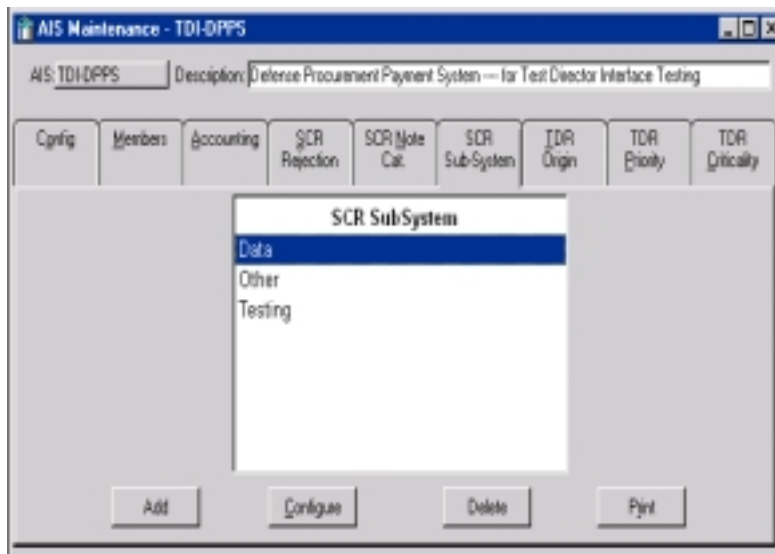 AIS Maintenance - TDI-DPPS
AIS: TDI-DPPS Description: Defense Procurement Payment System --- for Test Director Interface Testing
Config Members Accounting SCR Rejection SCR Note Cat. SCR Sub-System TDR Origin TDR Priority TDR Criticality
SCR SubSystem
Data
Other
Testing
Add Configure Delete Print